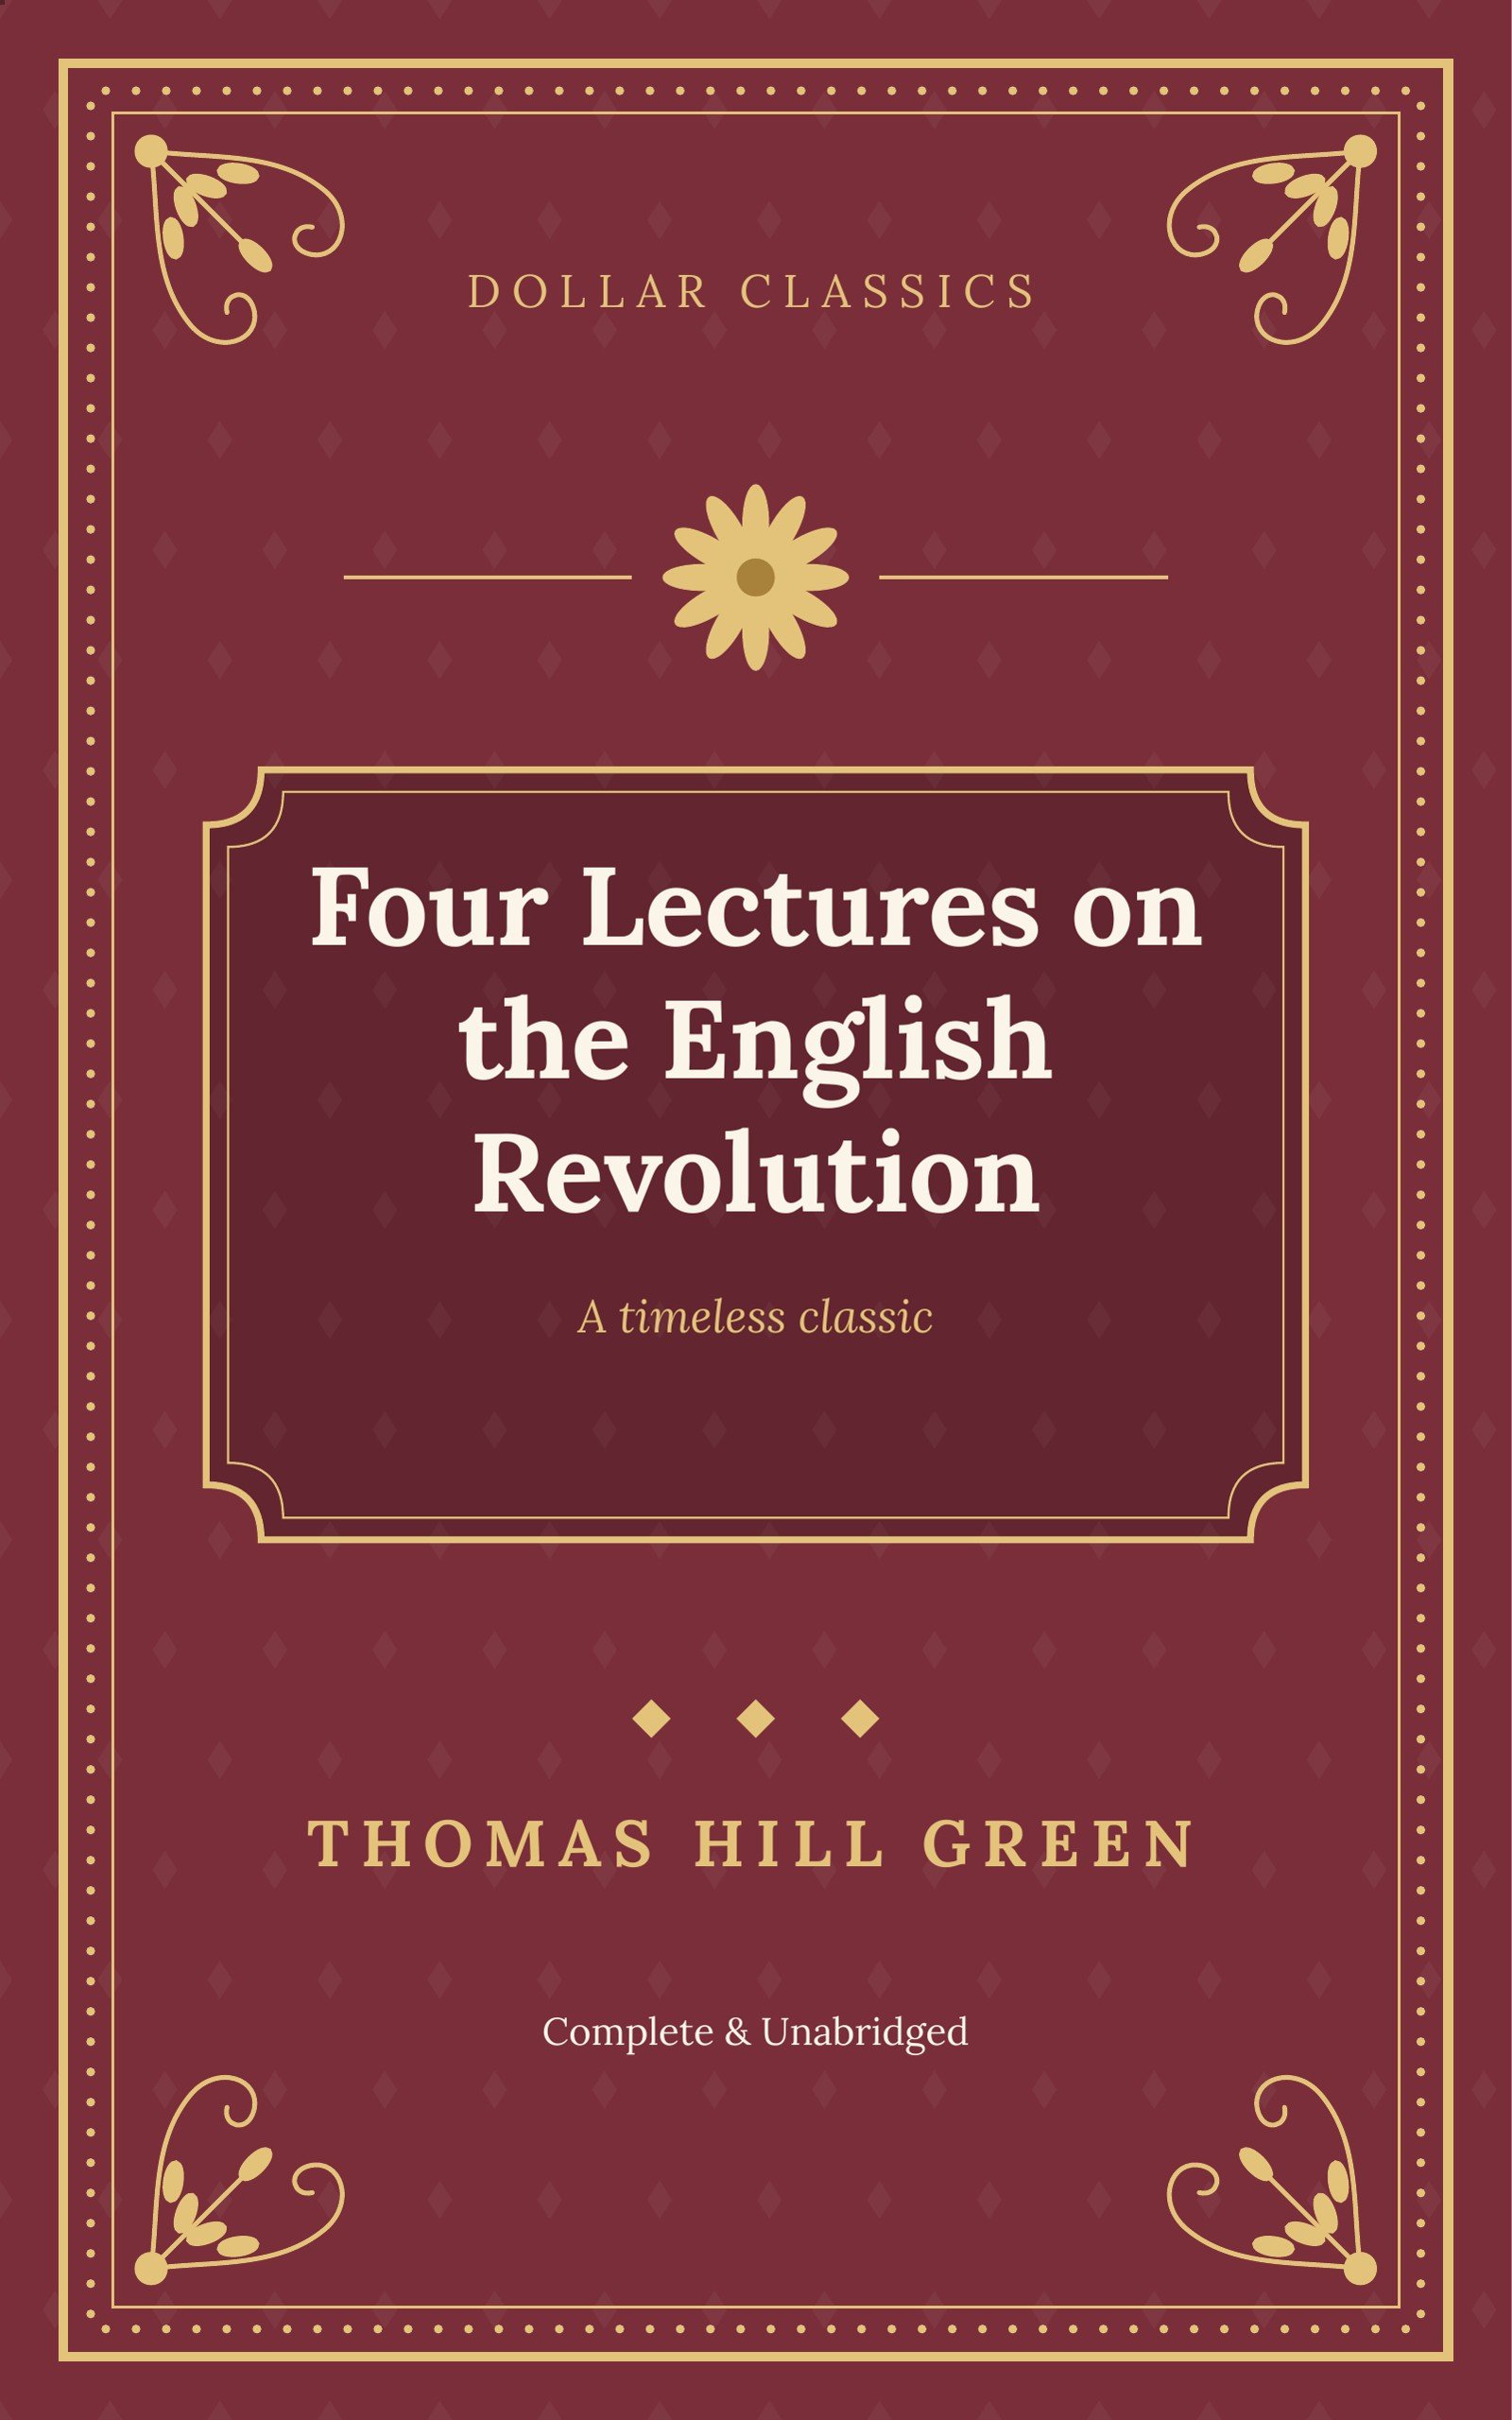 DOLLAR CLASSICS
Four Lectures on
the English
Revolution
A timeless classic
THOMAS HILL GREEN
Complete & Unabridged